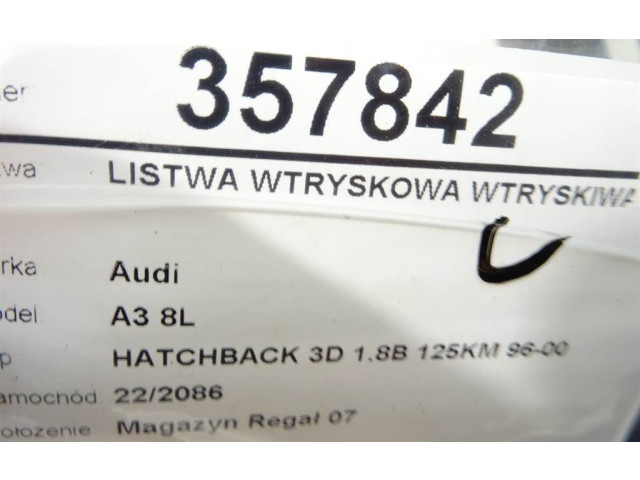 ner 357842
wa LISTWA WTRYSKOWA WTRYSKIWA
rka Audi
odel A3 8L
p HATCHBACK 3D 1.8B 125KM 96-00
amochód 22/2086
ołożenie Magazyn Regał 07